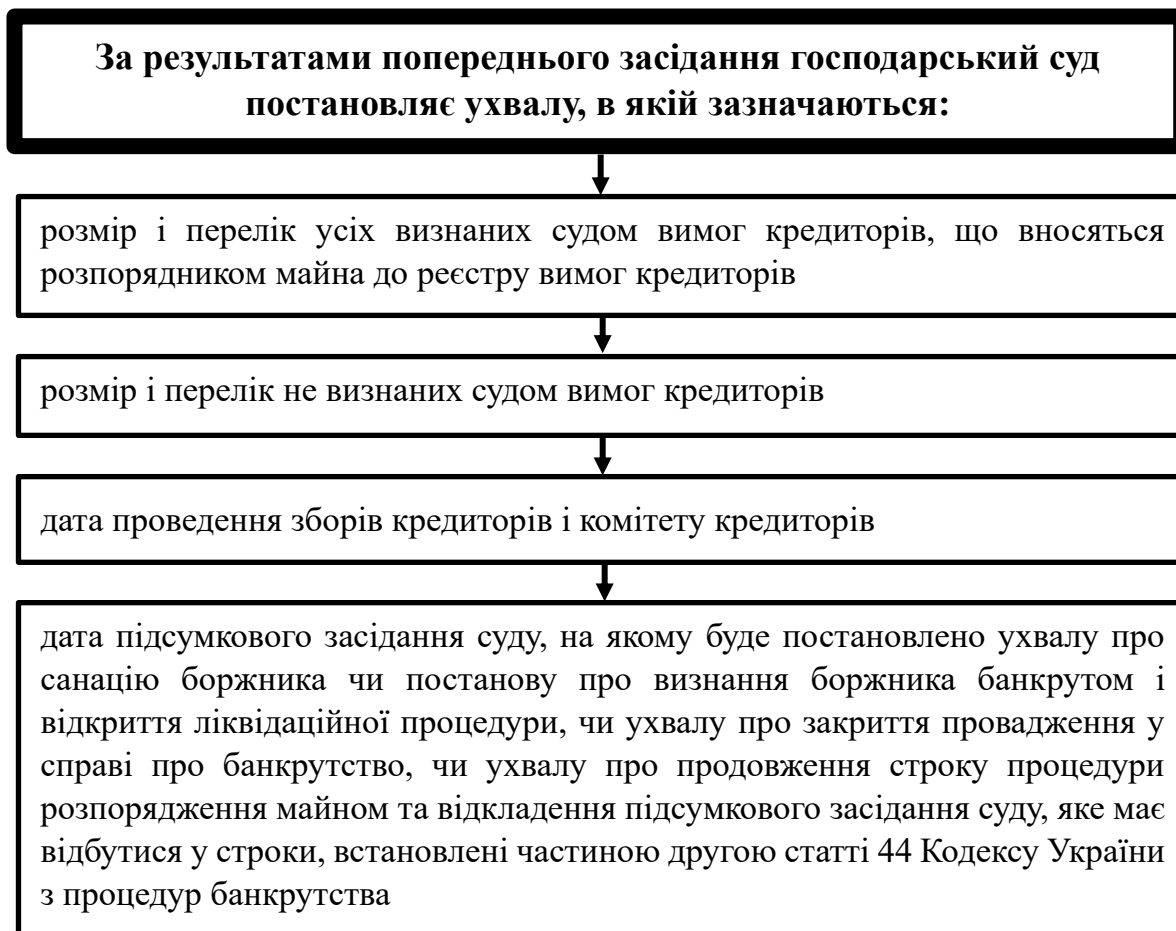 За результатами попереднього засідання господарський суд
постановляє ухвалу, в якій зазначаються:
розмір і перелік усіх визнаних судом вимог кредиторів, що вносяться
розпорядником майна до реєстру вимог кредиторів
розмір і перелік не визнаних судом вимог кредиторів
дата проведення зборів кредиторів і комітету кредиторів
дата підсумкового засідання суду, на якому буде постановлено ухвалу про
санацію боржника чи постанову про визнання боржника банкрутом і
відкриття ліквідаційної процедури, чи ухвалу про закриття провадження у
справі про банкрутство, чи ухвалу про продовження строку процедури
розпорядження майном та відкладення підсумкового засідання суду, яке має
відбутися у строки, встановлені частиною другою статті 44 Кодексу України
з процедур банкрутства